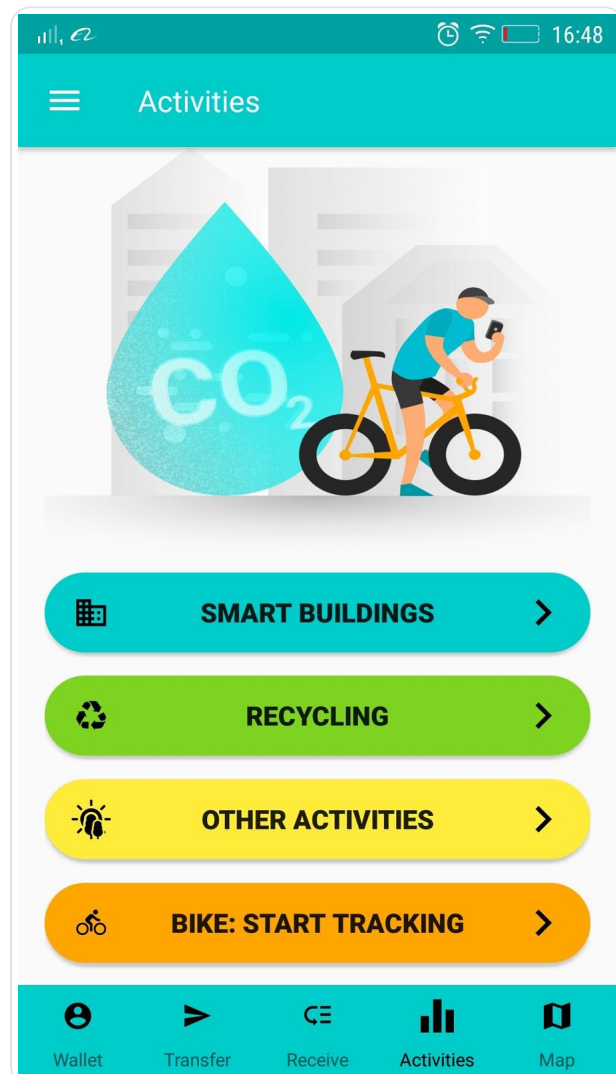 16:48
Activities
CO₂
SMART BUILDINGS
RECYCLING
OTHER ACTIVITIES
BIKE: START TRACKING
Wallet
Transfer
Receive
Activities
Map